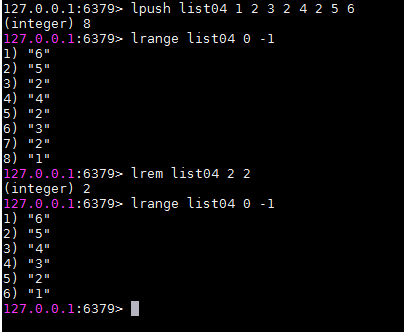 127.0.0.1:6379> lpush list04 1 2 3 2 4 2 5 6
(integer) 8
127.0.0.1:6379> lrange list04 0 -1
1) "6"
2) "5"
3) "2"
4) "4"
5) "2"
6) "3"
7) "2"
8) "1"
127.0.0.1:6379> lrem list04 2 2
(integer) 2
127.0.0.1:6379> lrange list04 0 -1
1) "6"
2) "5"
3) "4"
4) "3"
5) "2"
6) "1"
127.0.0.1:6379>